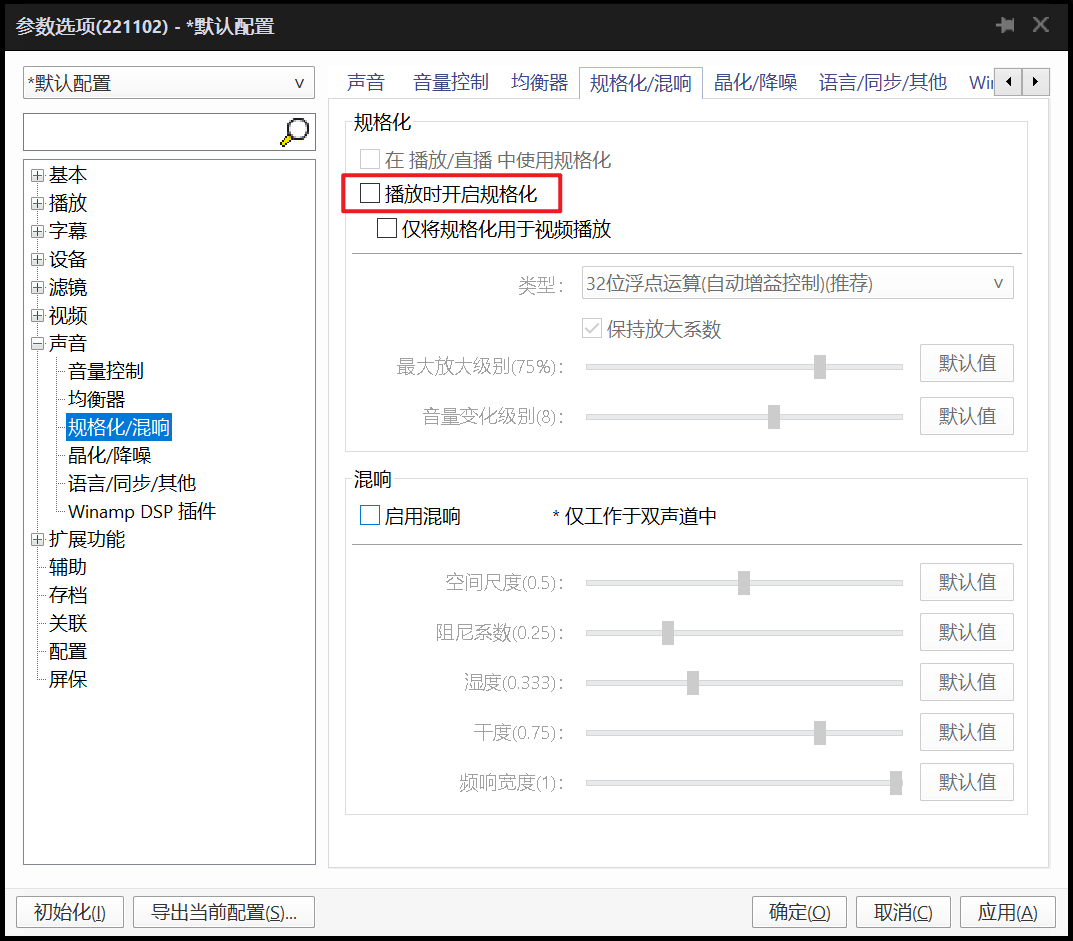 参数选项(221102) - *默认配置
*默认配置
基本
播放
字幕
设备
滤镜
视频
声音
音量控制
均衡器
规格化/混响
晶化/降噪
语言/同步/其他
Winamp DSP 插件
扩展功能
辅助
存档
关联
配置
屏保
声音 音量控制 均衡器 规格化/混响 晶化/降噪 语言/同步/其他 Wi
规格化
在 播放/直播 中使用规格化
播放时开启规格化
仅将规格化用于视频播放
类型: 32位浮点运算(自动增益控制)(推荐)
保持放大系数
最大放大级别(75%): 默认值
音量变化级别(8): 默认值
混响
启用混响 * 仅工作于双声道中
空间尺度(0.5): 默认值
阻尼系数(0.25): 默认值
湿度(0.333): 默认值
干度(0.75): 默认值
频响宽度(1): 默认值
初始化(I) 导出当前配置(S)... 确定(O) 取消(C) 应用(A)